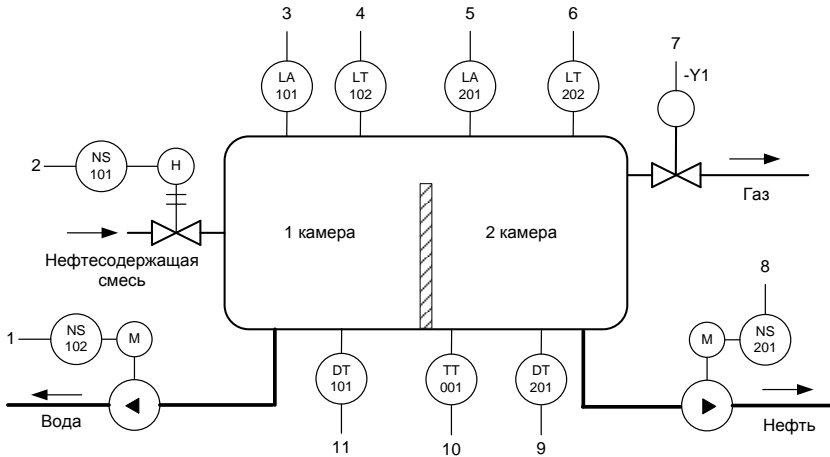 3
4
5
6
7
LA
101
LT
102
LA
201
LT
202
-Y1
2
NS
101
H
Газ
1 камера
2 камера
Нефтесодержащая
смесь
8
1
NS
102
M
M
NS
201
DT
101
TT
001
DT
201
Вода
Нефть
11
10
9